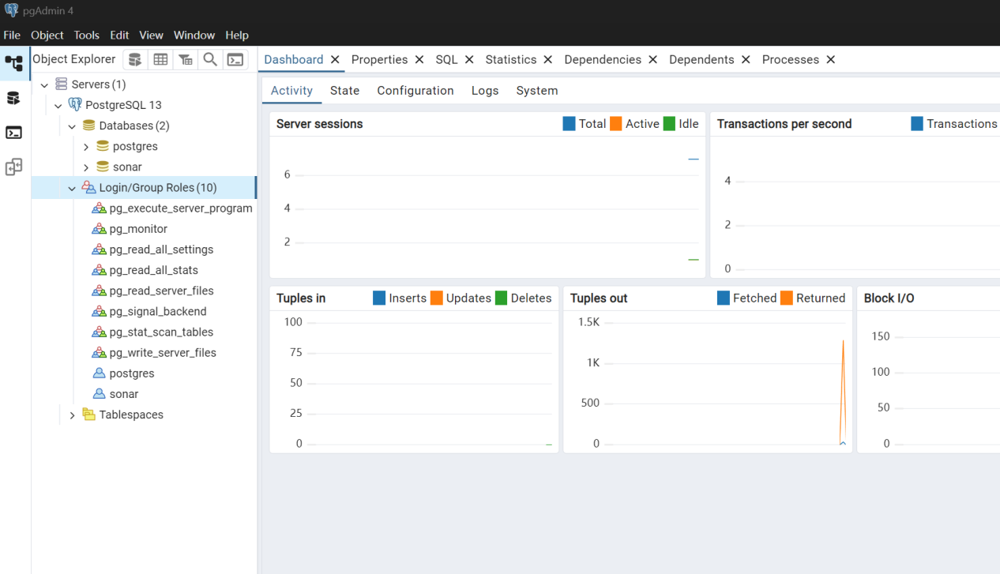 pgAdmin 4
File Object Tools Edit View Window Help
Object Explorer
Servers (1)
PostgreSQL 13
Databases (2)
postgres
sonar
Login/Group Roles (10)
pg_execute_server_program
pg_monitor
pg_read_all_settings
pg_read_all_stats
pg_read_server_files
pg_signal_backend
pg_stat_scan_tables
pg_write_server_files
postgres
sonar
Tablespaces
Dashboard Properties SQL Statistics Dependencies Dependents Processes
Activity State Configuration Logs System
Server sessions Total Active Idle
6
4
2
Transactions per second Transactions
4
2
0
Tuples in Inserts Updates Deletes
100
75
50
25
0
Tuples out Fetched Returned
1.5K
1K
500
0
Block I/O
150
100
50
0